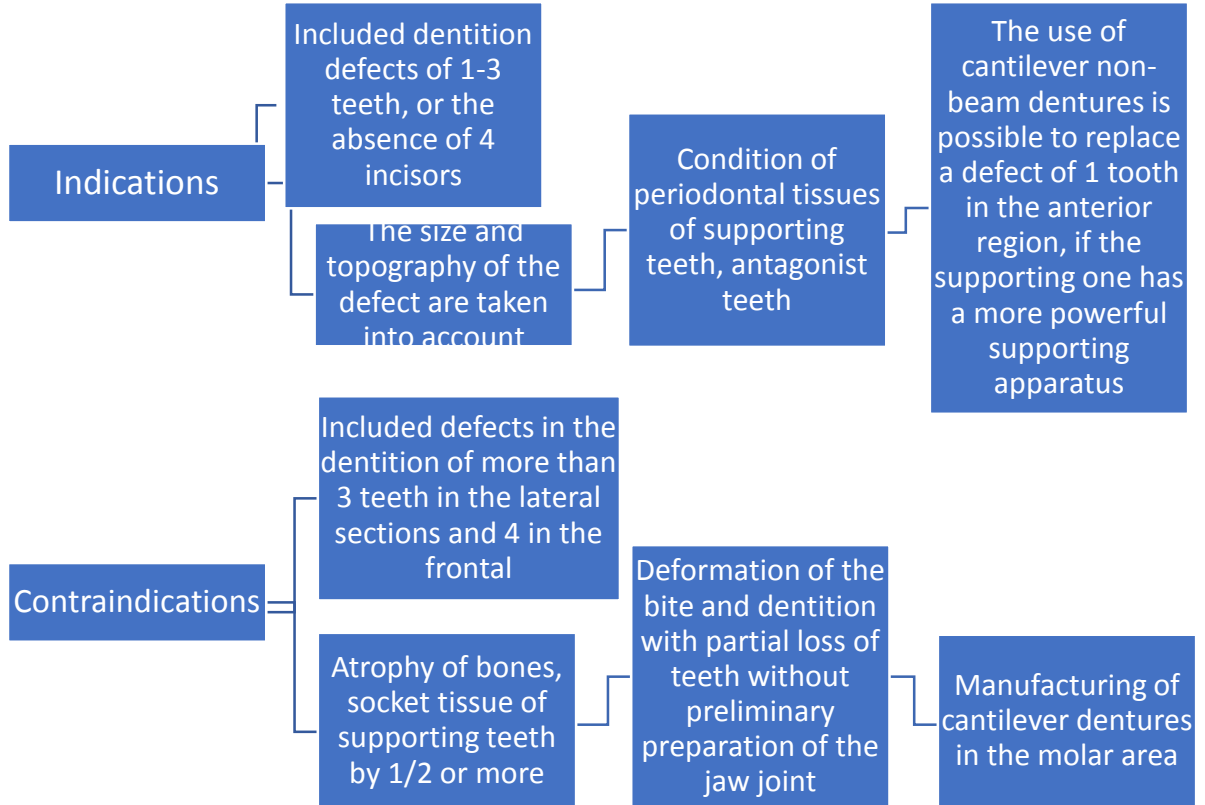 Indications
Included dentition
defects of 1-3
teeth, or the
absence of 4
incisors
The size and
topography of the
defect are taken
into account
Condition of
periodontal tissues
of supporting
teeth, antagonist
teeth
The use of
cantilever non-
beam dentures is
possible to replace
a defect of 1 tooth
in the anterior
region, if the
supporting one has
a more powerful
supporting
apparatus
Contraindications
Included defects in the
dentition of more than
3 teeth in the lateral
sections and 4 in the
frontal
Atrophy of bones,
socket tissue of
supporting teeth
by 1/2 or more
Deformation of the
bite and dentition
with partial loss of
teeth without
preliminary
preparation of the
jaw joint
Manufacturing of
cantilever dentures
in the molar area